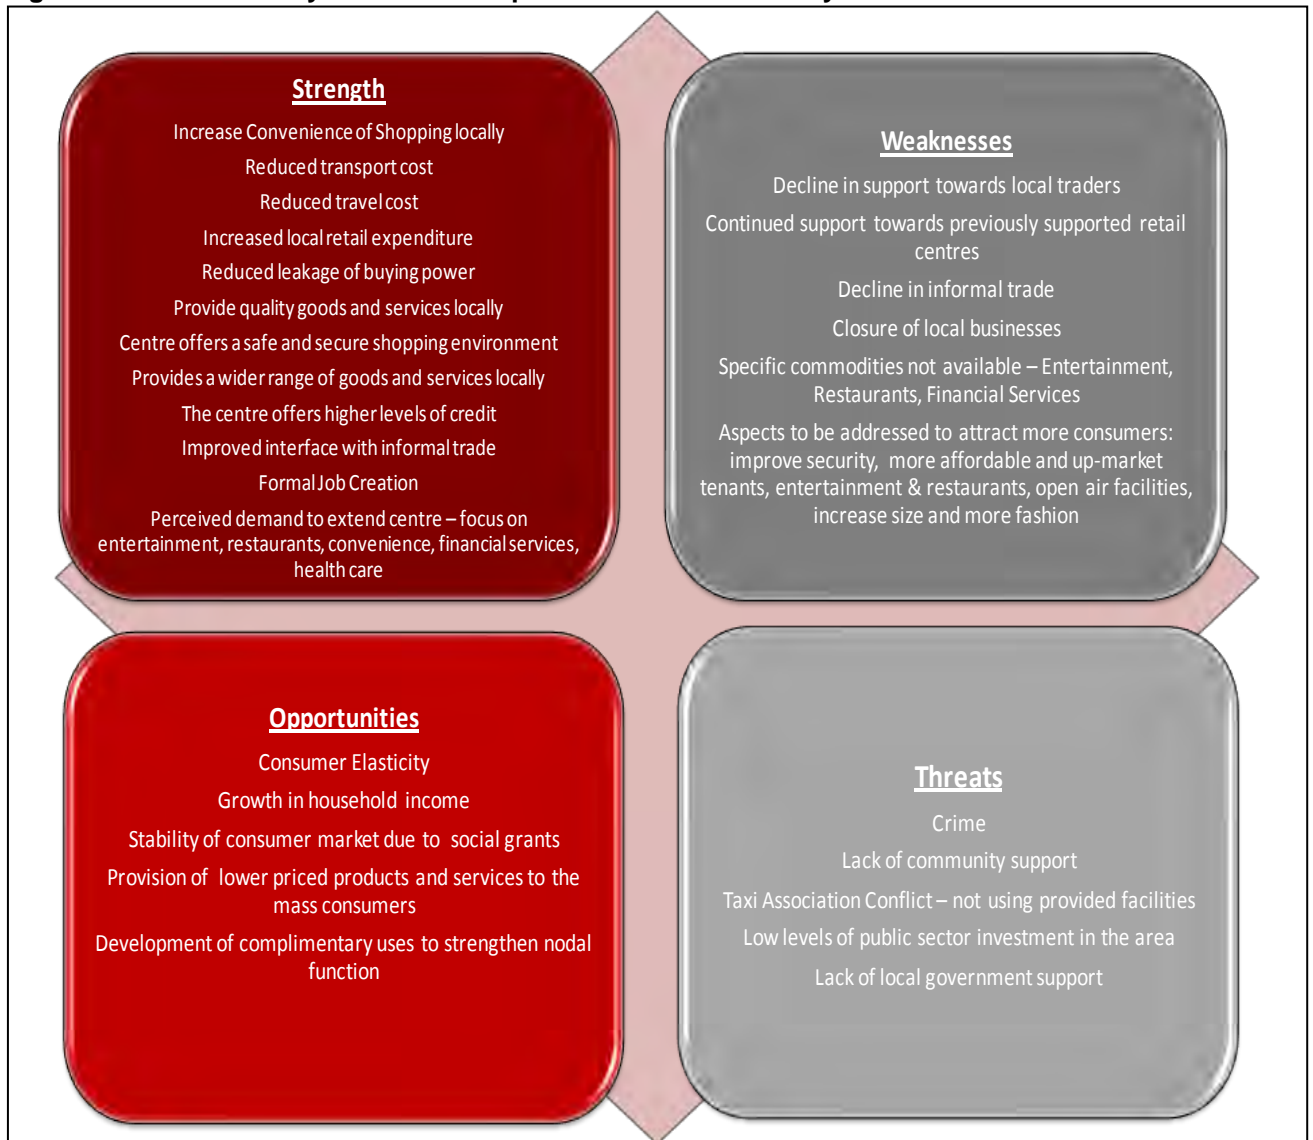 Strength
Increase Convenience of Shopping locally
Reduced transport cost
Reduced travel cost
Increased local retail expenditure
Reduced leakage of buying power
Provide quality goods and services locally
Centre offers a safe and secure shopping environment
Provides a wider range of goods and services locally
The centre offers higher levels of credit
Improved interface with informal trade
Formal Job Creation
Perceived demand to extend centre – focus on
entertainment, restaurants, convenience, financial services,
health care
Weaknesses
Decline in support towards local traders
Continued support towards previously supported retail
centres
Decline in informal trade
Closure of local businesses
Specific commodities not available – Entertainment,
Restaurants, Financial Services
Aspects to be addressed to attract more consumers:
improve security, more affordable and up-market
tenants, entertainment & restaurants, open air facilities,
increase size and more fashion
Opportunities
Consumer Elasticity
Growth in household income
Stability of consumer market due to social grants
Provision of lower priced products and services to the
mass consumers
Development of complimentary uses to strengthen nodal
function
Threats
Crime
Lack of community support
Taxi Association Conflict – not using provided facilities
Low levels of public sector investment in the area
Lack of local government support